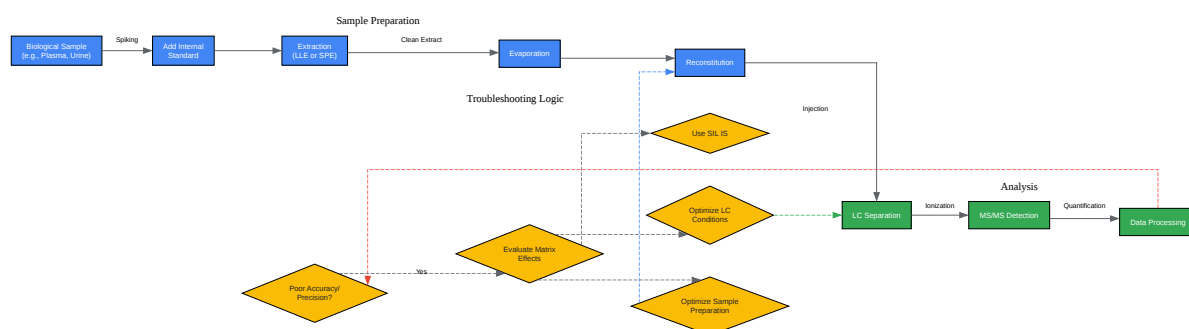 Sample Preparation
Biological Sample
(e.g., Plasma, Urine)
Spiking
Add Internal
Standard
Extraction
(LLE or SPE)
Clean Extract
Evaporation
Reconstitution
Troubleshooting Logic
Injection
Use SIL IS
Analysis
Optimize LC
Conditions
LC Separation
Ionization
MS/MS Detection
Quantification
Data Processing
Evaluate Matrix
Effects
Yes
Poor Accuracy/
Precision?
Optimize Sample
Preparation